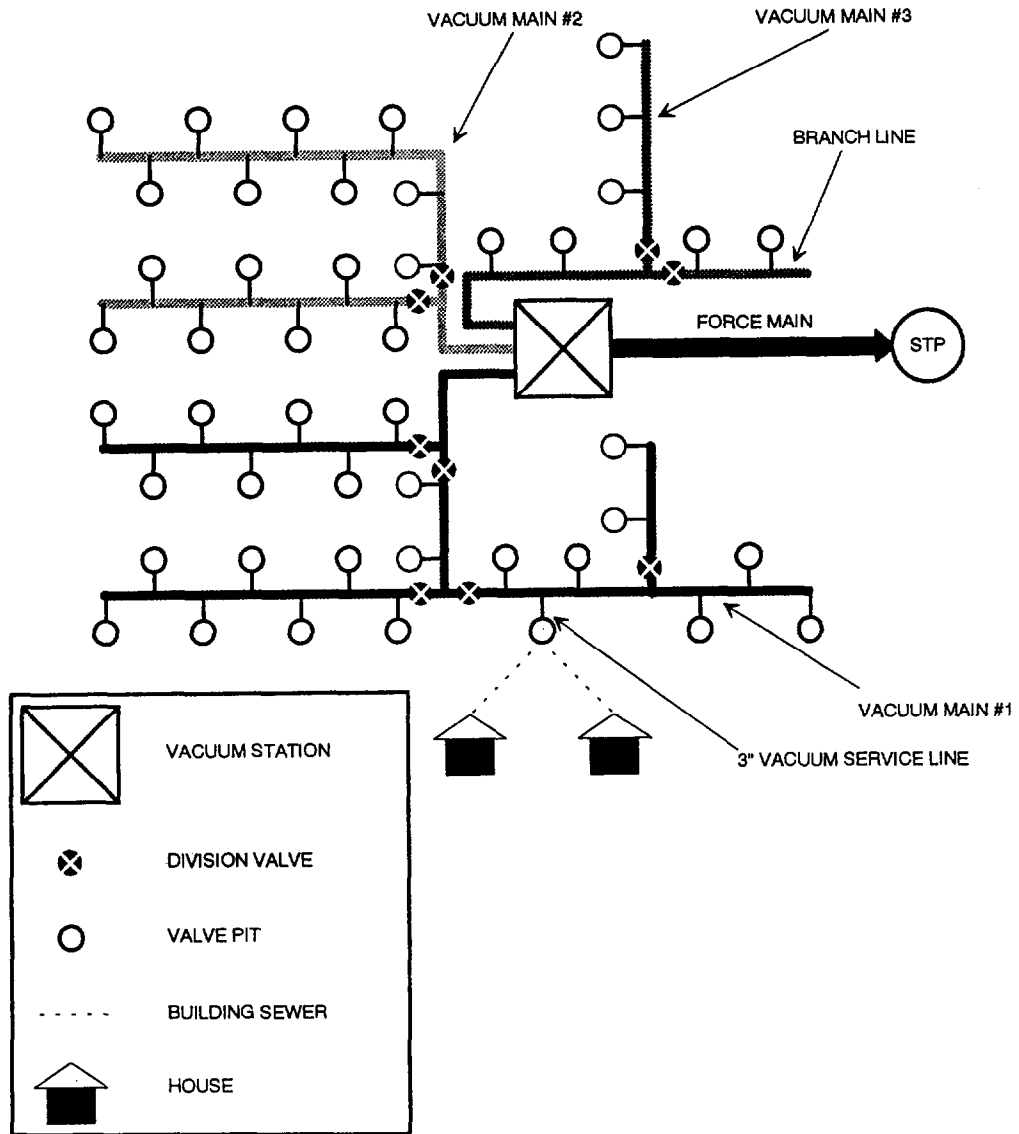 VACUUM MAIN #2
VACUUM MAIN #3
BRANCH LINE
FORCE MAIN
STP
VACUUM MAIN #1
3" VACUUM SERVICE LINE
VACUUM STATION
DIVISION VALVE
VALVE PIT
BUILDING SEWER
HOUSE